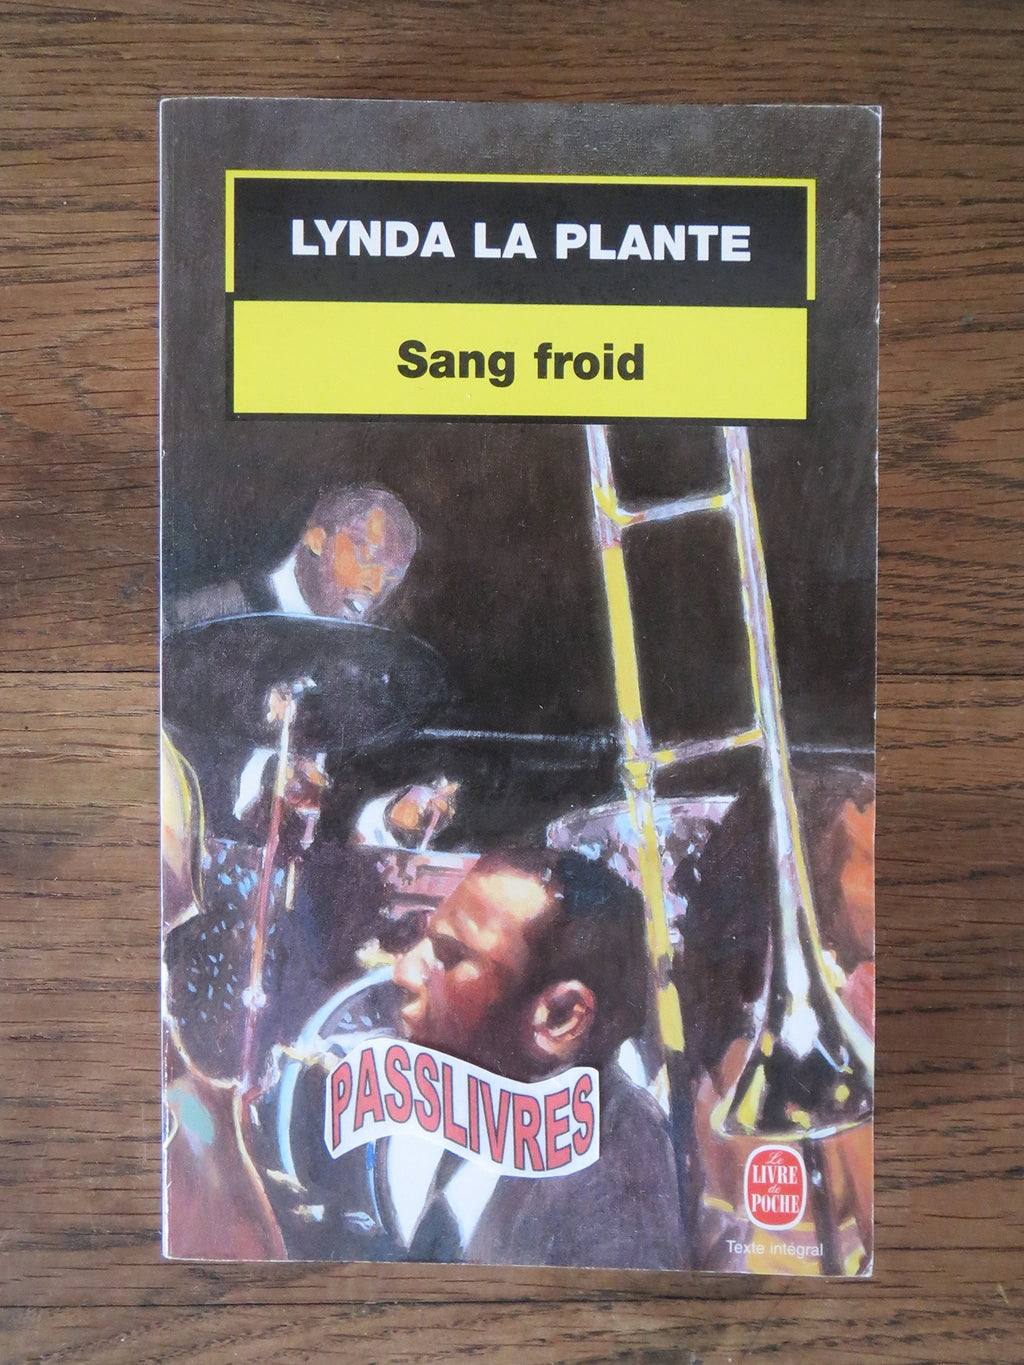 LYNDA LA PLANTE
Sang froid
PASSLIVRES
Le
LIVRE
de
POCHE
Texte intégral